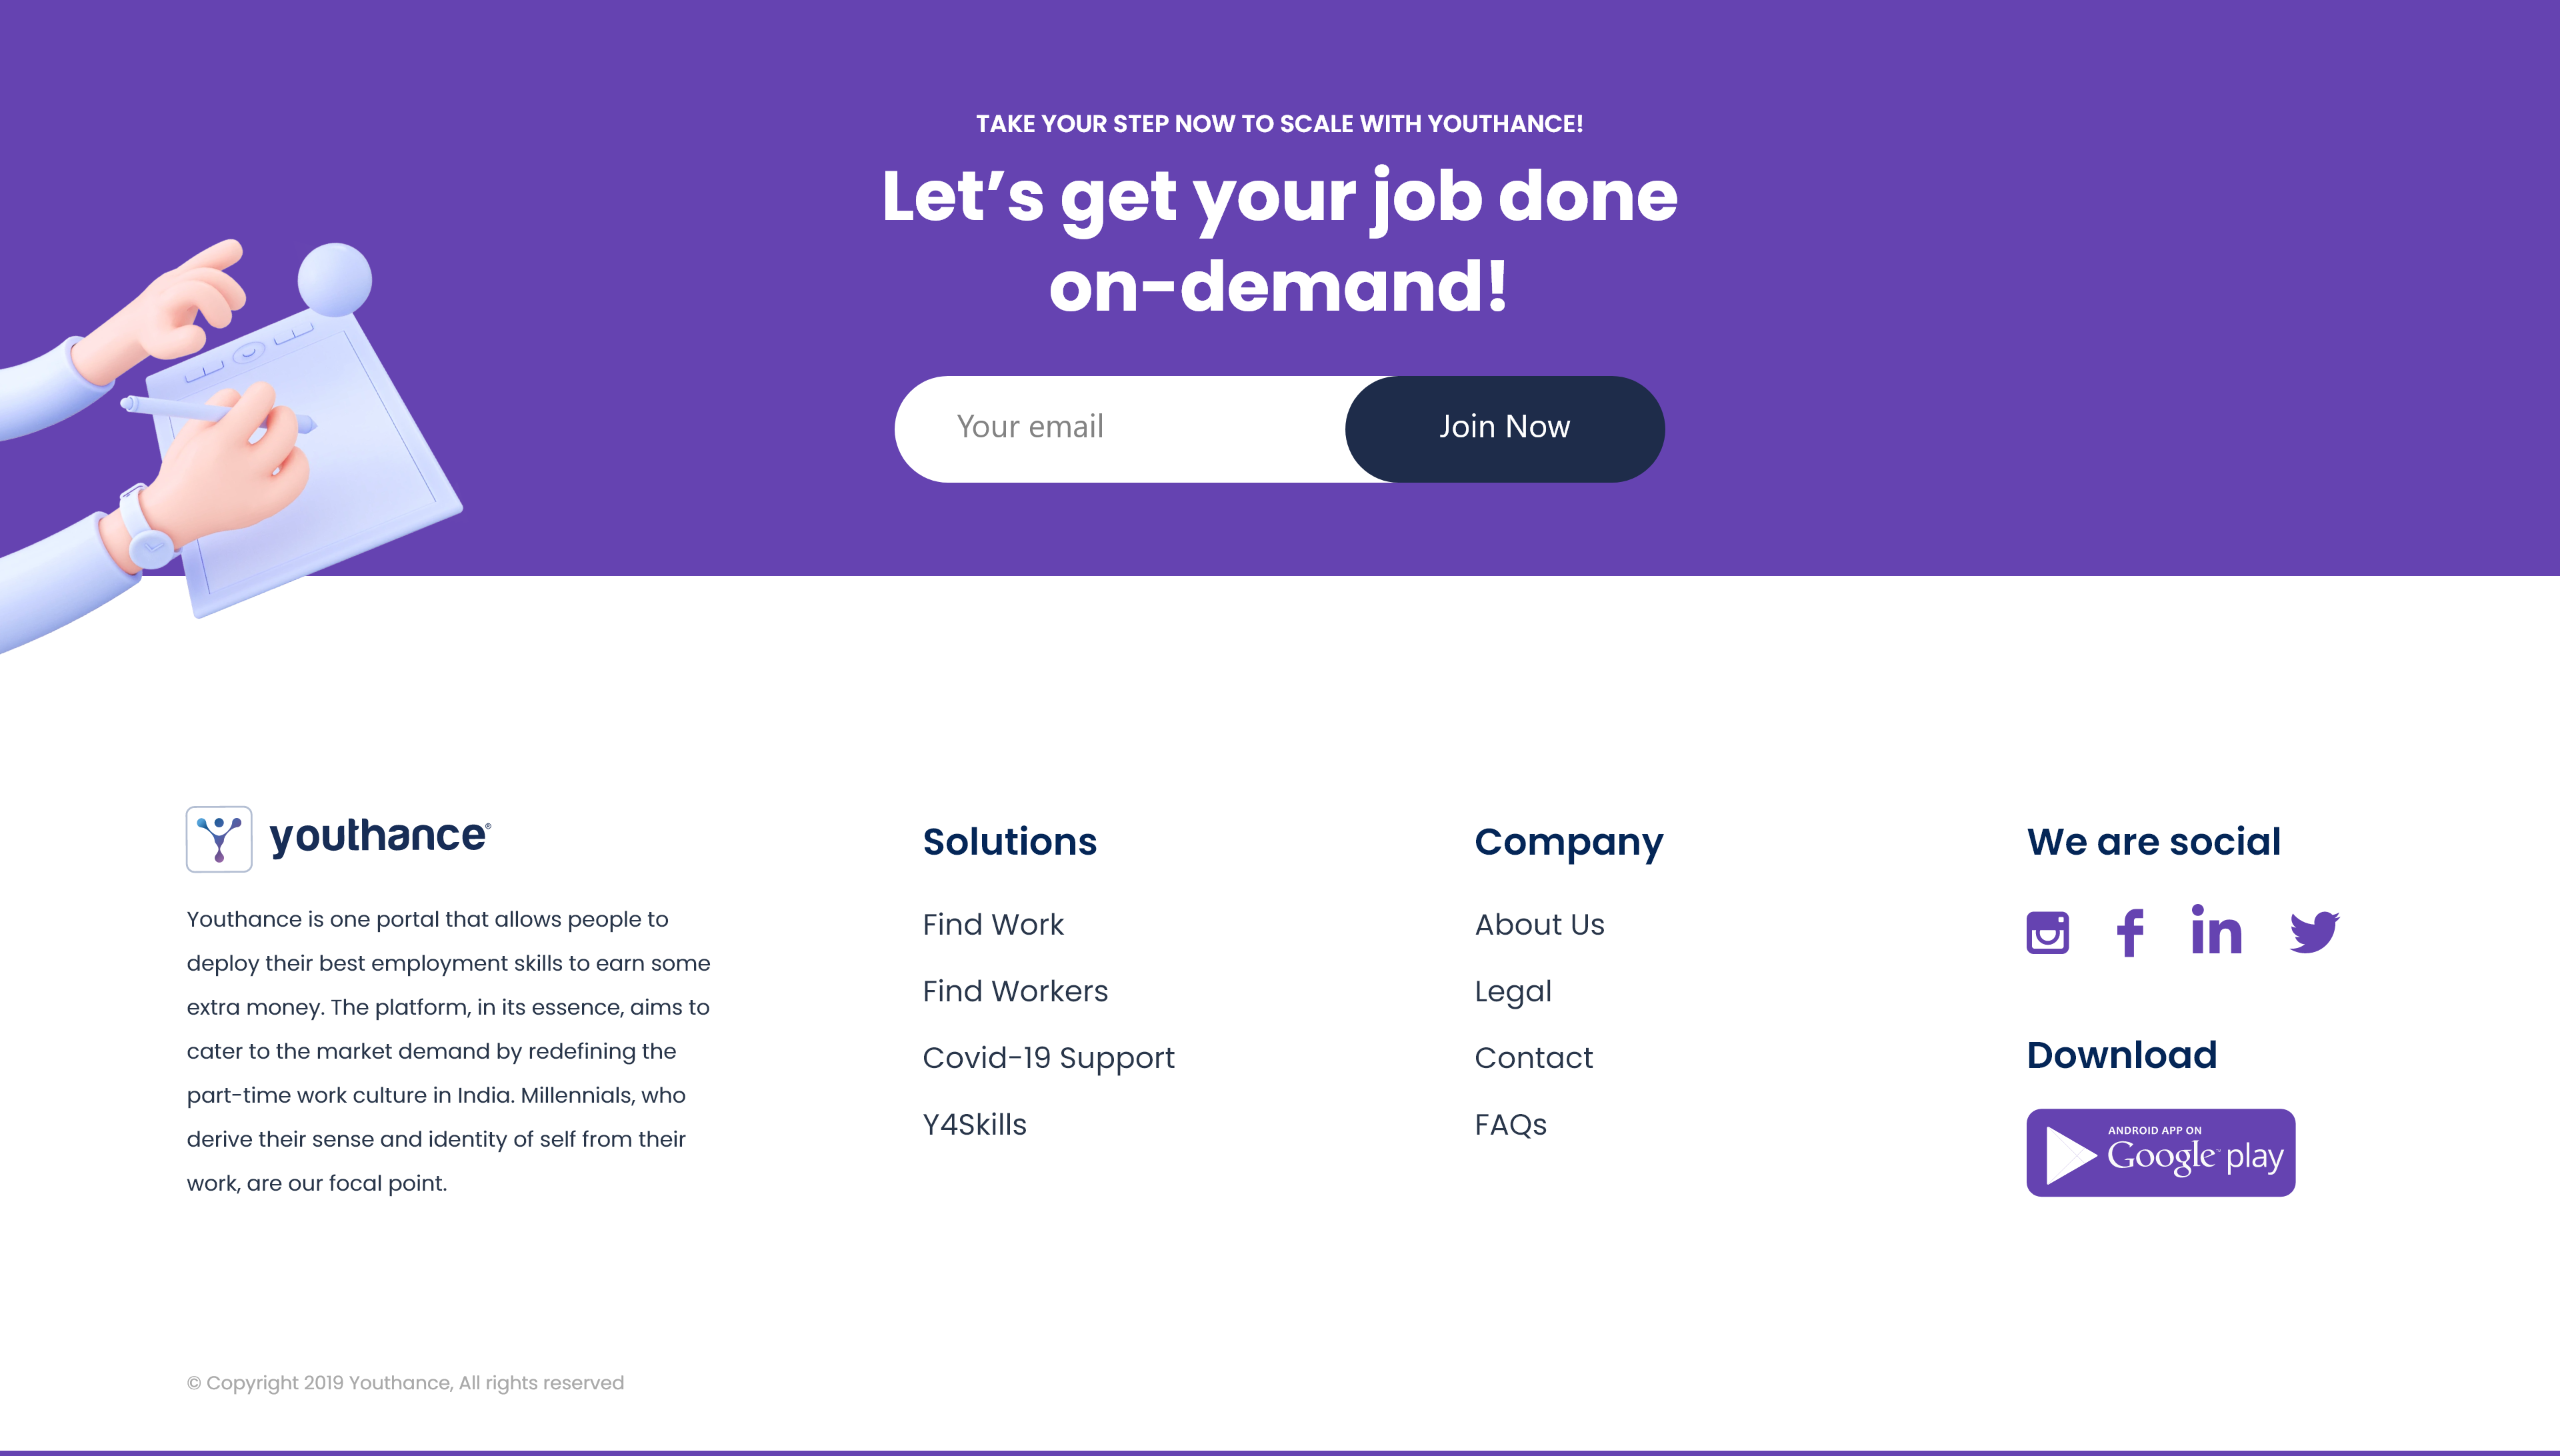 TAKE YOUR STEP NOW TO SCALE WITH YOUTHANCE!
Let’s get your job done
on-demand!
Your email
Join Now
youthance®
Youthance is one portal that allows people to
deploy their best employment skills to earn some
extra money. The platform, in its essence, aims to
cater to the market demand by redefining the
part-time work culture in India. Millennials, who
derive their sense and identity of self from their
work, are our focal point.
Solutions
Find Work
Find Workers
Covid-19 Support
Y4Skills
Company
About Us
Legal
Contact
FAQs
We are social
Download
ANDROID APP ON
Google play
© Copyright 2019 Youthance, All rights reserved